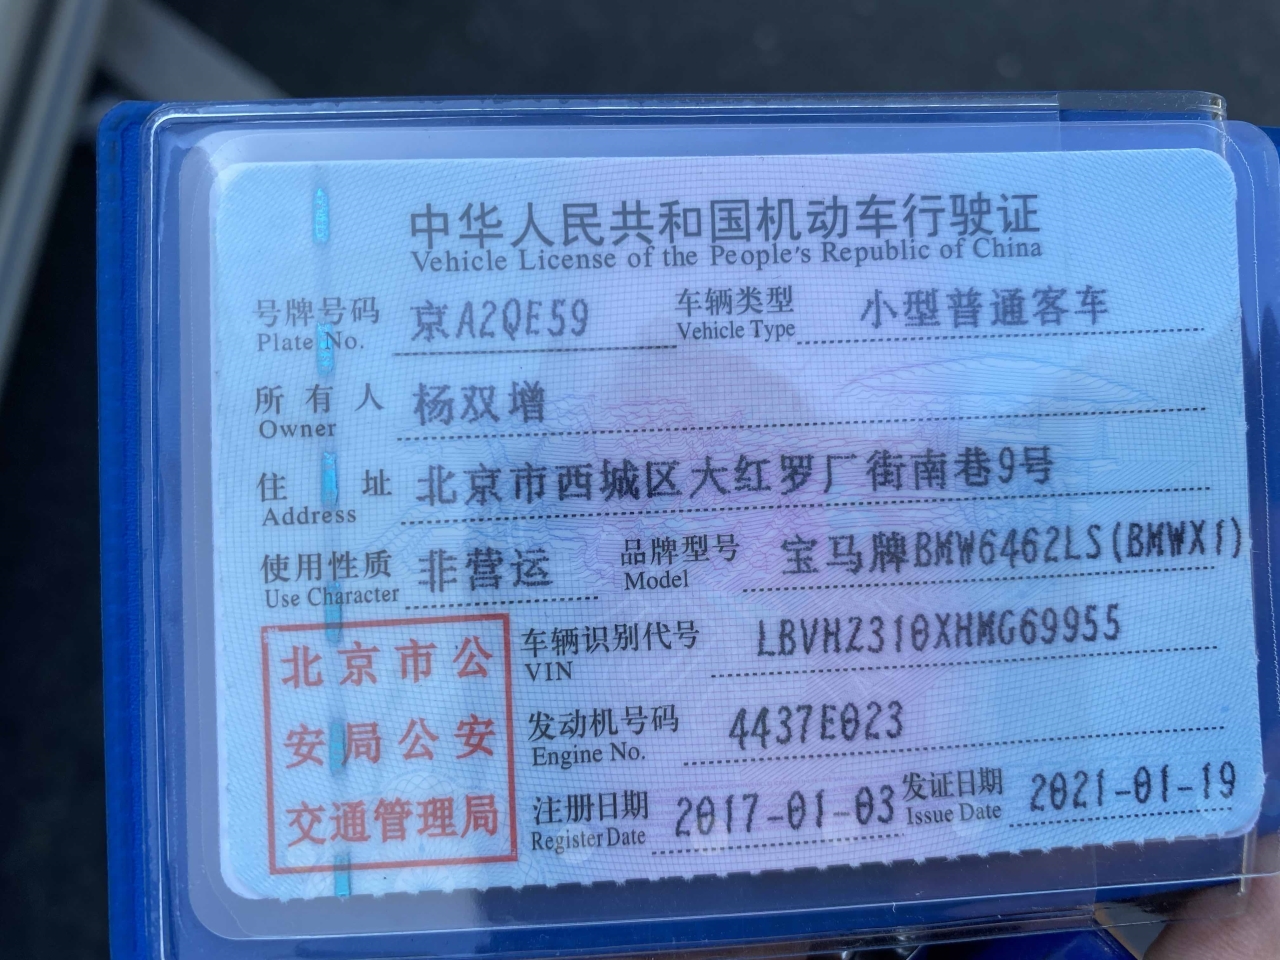 中华人民共和国机动车行驶证
Vehicle License of the People's Republic of China
号牌号码 京A2QE59 车辆类型 小型普通客车
Plate No. Vehicle Type
所有人 杨双增
Owner
住址 北京市西城区大红罗厂街南巷9号
Address
使用性质 非营运 品牌型号 宝马牌BMW6462LS(BMWX1)
Use Character Model
车辆识别代号 LBVHZ310XHMG69955
VIN
发动机号码 4437E023
Engine No.
注册日期 2017-01-03 发证日期 2021-01-19
Register Date Issue Date
北京市公
安局公安
交通管理局